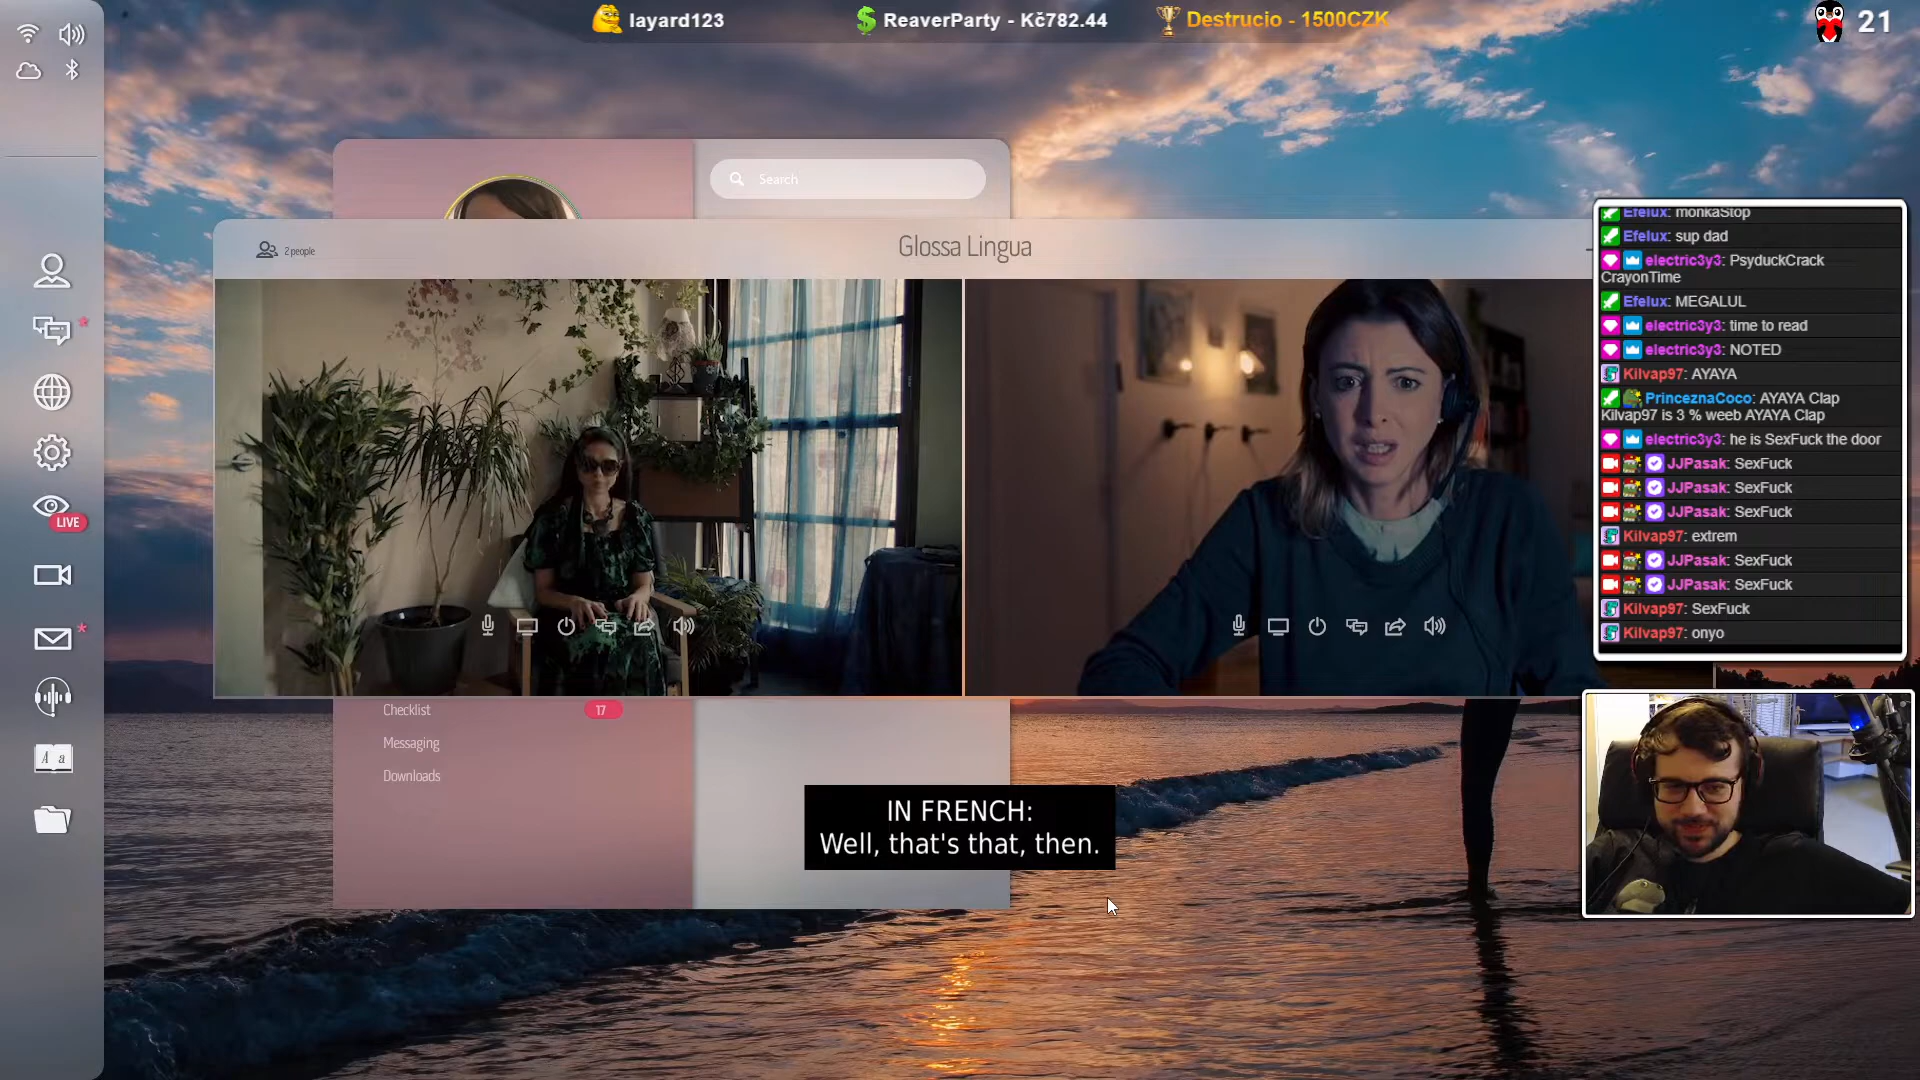 layard123
ReaverParty - Kč782.44
Destrucio - 1500CZK
21
Search
2 people
Glossa Lingua
LIVE
A a
Checklist
17
Messaging
Downloads
IN FRENCH:
Well, that's that, then.
Efelux: monkaStop
Efelux: sup dad
electric3y3: PsyduckCrack
CrayonTime
Efelux: MEGALUL
electric3y3: time to read
electric3y3: NOTED
Kilvap97: AYAYA
PrinceznaCoco: AYAYA Clap
Kilvap97 is 3 % weeb AYAYA Clap
electric3y3: he is SexFuck the door
JJPasak: SexFuck
JJPasak: SexFuck
JJPasak: SexFuck
Kilvap97: extrem
JJPasak: SexFuck
JJPasak: SexFuck
Kilvap97: SexFuck
Kilvap97: onyo